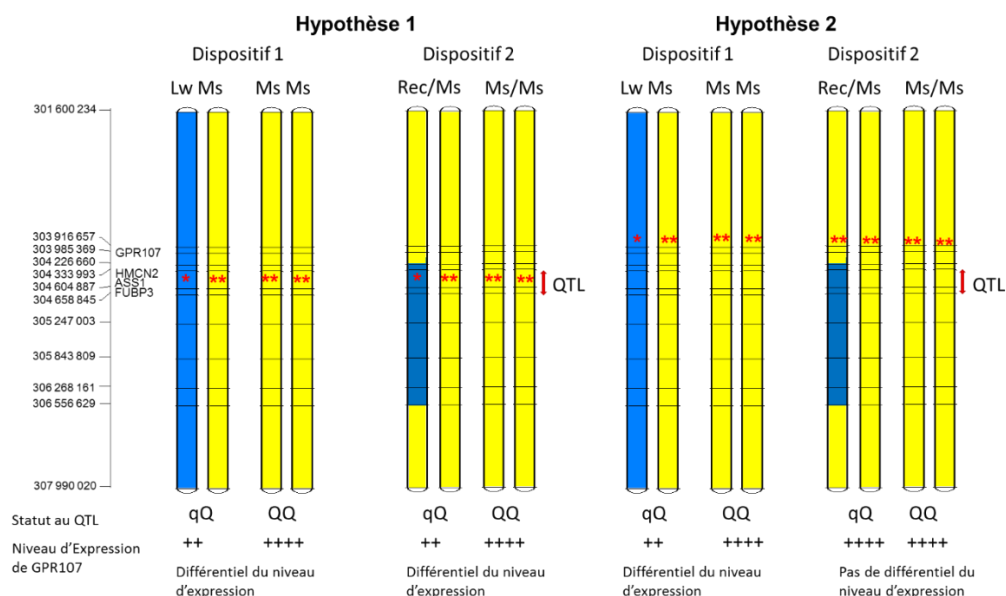 Hypothèse 1
Hypothèse 2
Dispositif 1
Dispositif 2
Dispositif 1
Dispositif 2
Lw Ms
Ms Ms
Rec/Ms
Ms/Ms
Lw Ms
Ms Ms
Rec/Ms
Ms/Ms
301 600 234
303 916 657
303 985 369
GPR107
304 226 660
304 333 993
HMCN2
ASS1
304 604 887
FUBP3
304 658 845
305 247 003
305 843 809
306 268 161
306 556 629
307 990 020
* ** ** **
* ** ** **
* ** ** **
** ** ** **
QTL
QTL
Statut au QTL
qQ
QQ
qQ
QQ
qQ
QQ
qQ
QQ
Niveau d'Expression
de GPR107
++
++++
++
++++
++
++++
++++
++++
Différentiel du niveau
d'expression
Différentiel du niveau
d'expression
Différentiel du niveau
d'expression
Pas de différentiel du
niveau d'expression